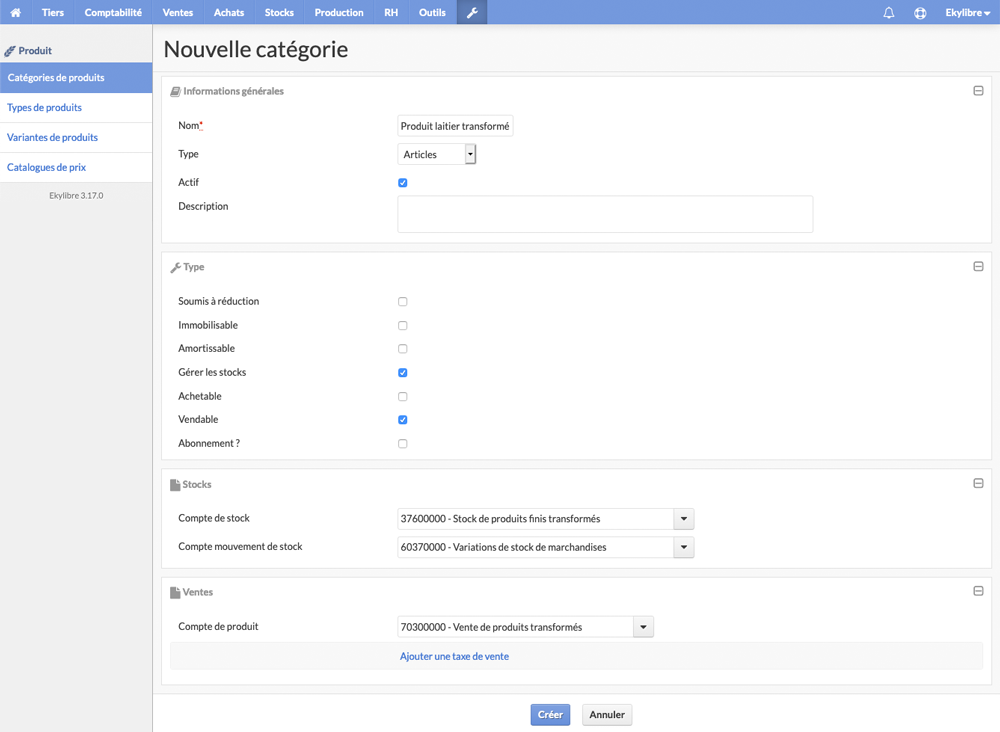 Tiers Comptabilité Ventes Achats Stocks Production RH Outils Ekylibre
Produit
Catégories de produits
Types de produits
Variantes de produits
Catalogues de prix
Ekylibre 3.17.0
Nouvelle catégorie
Informations générales
Nom* Produit laitier transformé
Type Articles
Actif
Description
Type
Soumis à réduction
Immobilisable
Amortissable
Gérer les stocks
Achetable
Vendable
Abonnement ?
Stocks
Compte de stock 37600000 - Stock de produits finis transformés
Compte mouvement de stock 60370000 - Variations de stock de marchandises
Ventes
Compte de produit 70300000 - Vente de produits transformés
Ajouter une taxe de vente
Créer Annuler